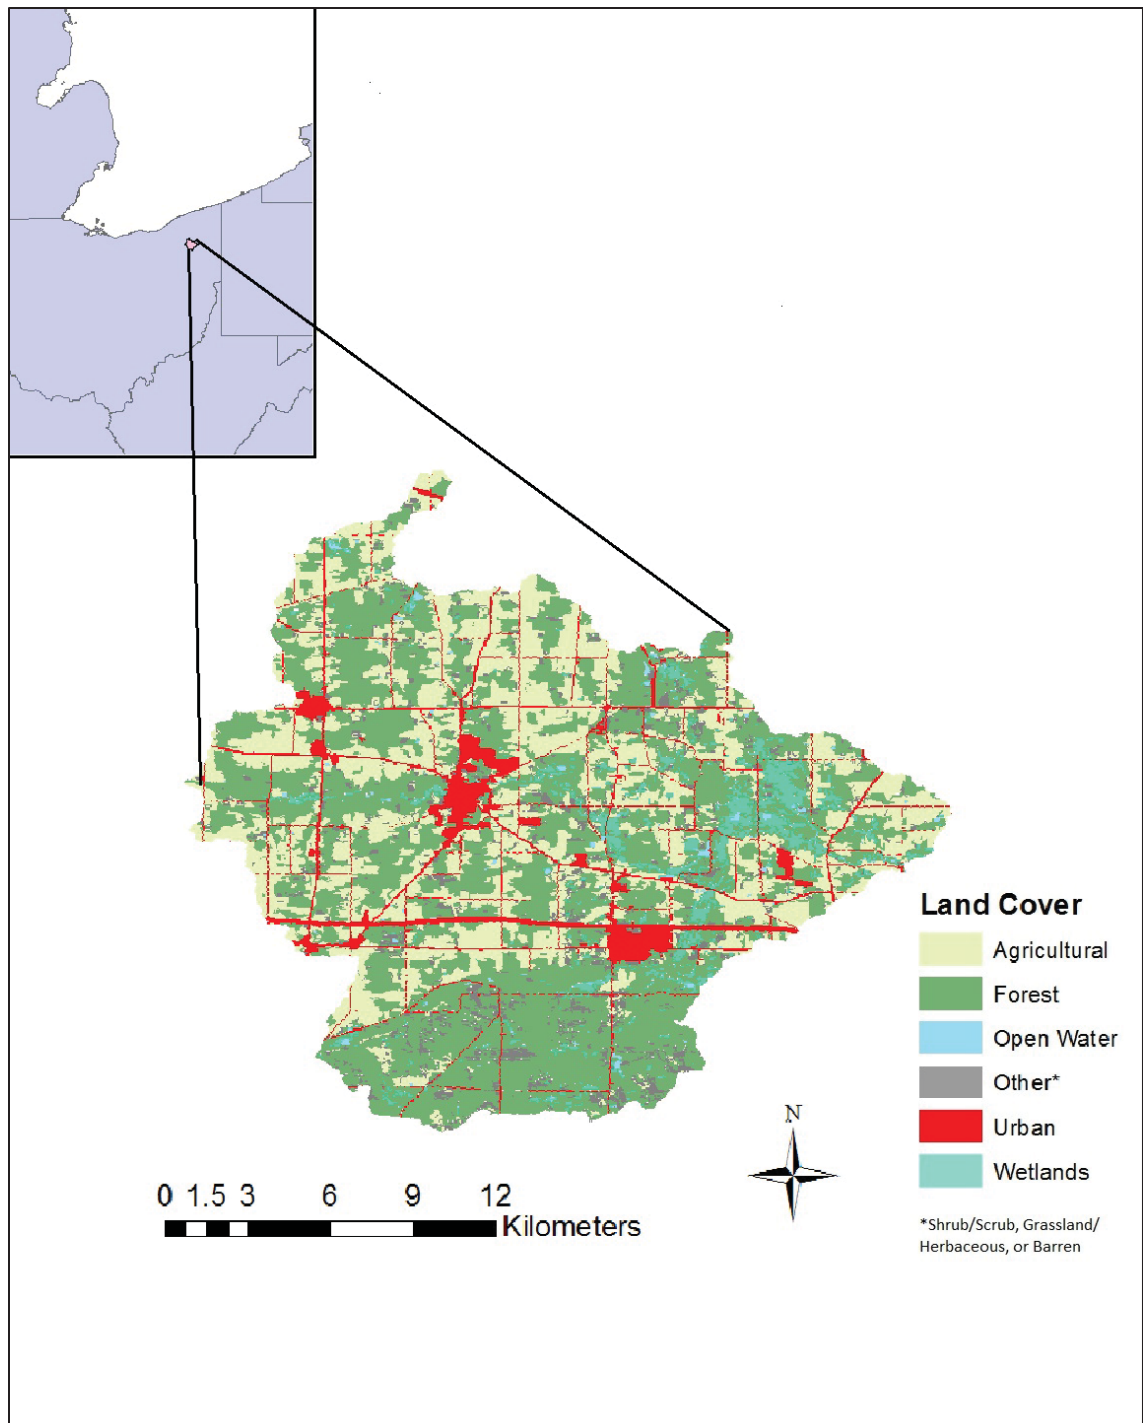 Land Cover
Agricultural
Forest
Open Water
Other*
Urban
Wetlands
N
0 1.5 3 6 9 12
Kilometers
*Shrub/Scrub, Grassland/
Herbaceous, or Barren